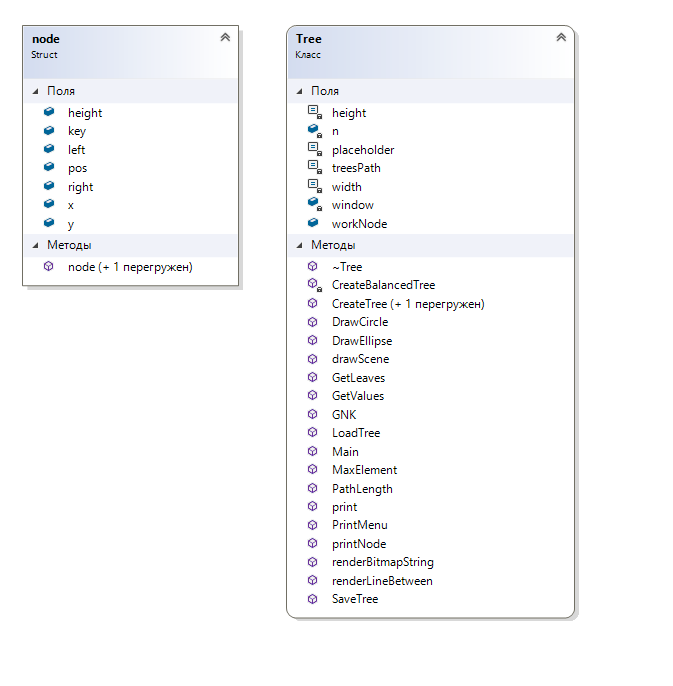 node
Struct
Поля
height
key
left
pos
right
x
y
Методы
node (+ 1 перегружен)
Tree
Класс
Поля
height
n
placeholder
treesPath
width
window
workNode
Методы
~Tree
CreateBalancedTree
CreateTree (+ 1 перегружен)
DrawCircle
DrawEllipse
drawScene
GetLeaves
GetValues
GNK
LoadTree
Main
MaxElement
PathLength
print
PrintMenu
printNode
renderBitmapString
renderLineBetween
SaveTree